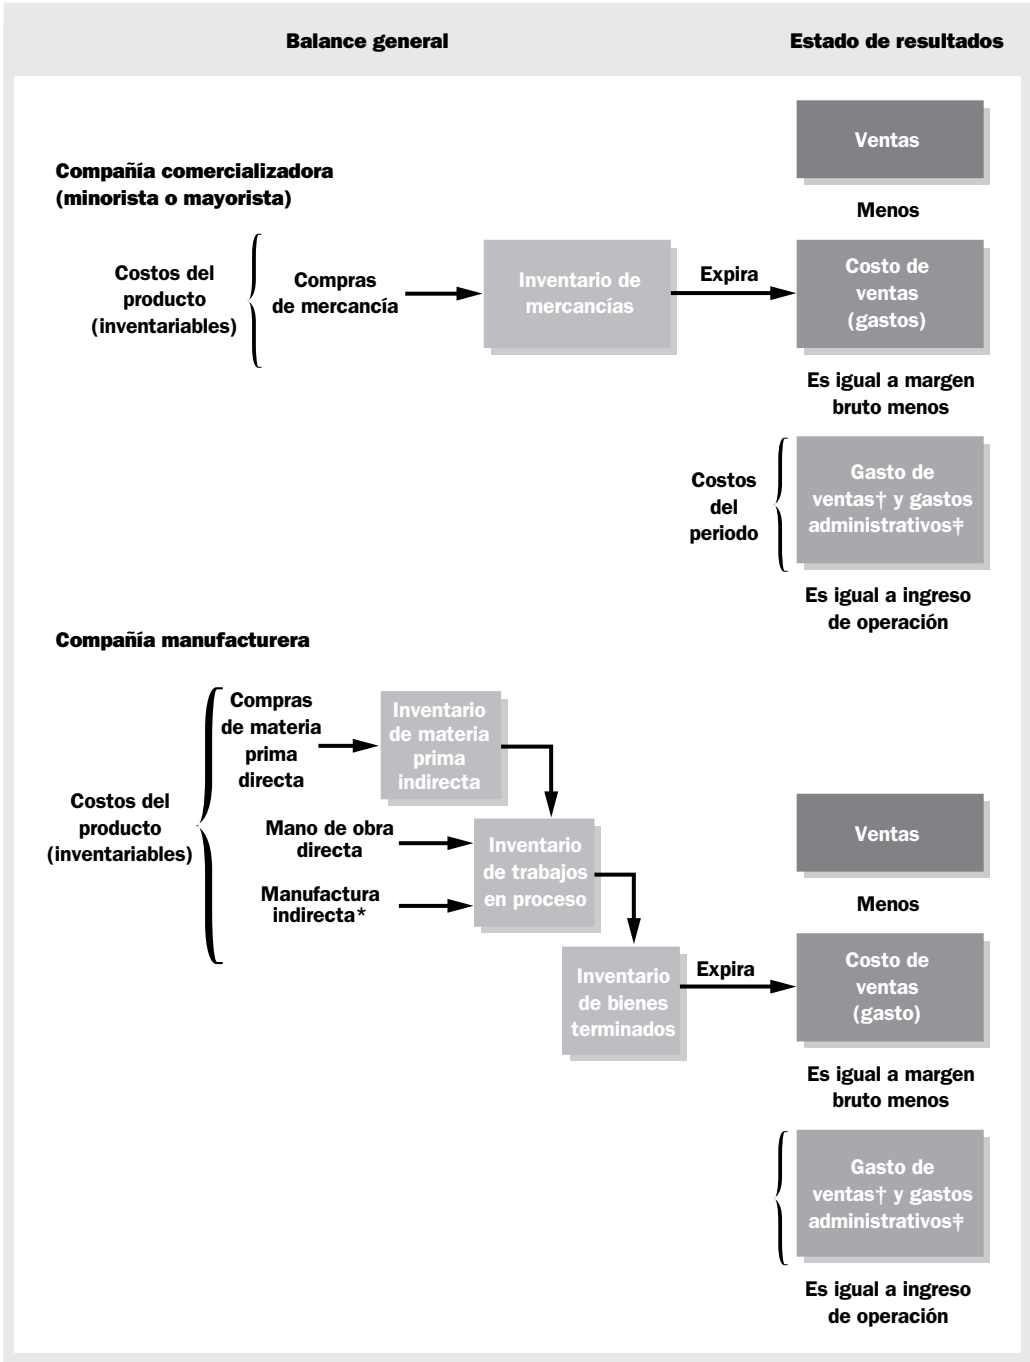 Balance general
Estado de resultados
Ventas
Compañía comercializadora
(minorista o mayorista)
Menos
Costos del
producto
(inventariables)
Compras
de mercancía
Inventario de
mercancías
Expira
Costo de
ventas
(gastos)
Es igual a margen
bruto menos
Costos
del
periodo
Gasto de
ventas† y gastos
administrativos‡
Es igual a ingreso
de operación
Compañía manufacturera
Costos del
producto
(inventariables)
Compras
de materia
prima
directa
Inventario
de materia
prima
indirecta
Mano de obra
directa
Manufactura
indirecta*
Inventario
de trabajos
en proceso
Inventario
de bienes
terminados
Expira
Ventas
Menos
Costo de
ventas
(gasto)
Es igual a margen
bruto menos
Gasto de
ventas† y gastos
administrativos‡
Es igual a ingreso
de operación